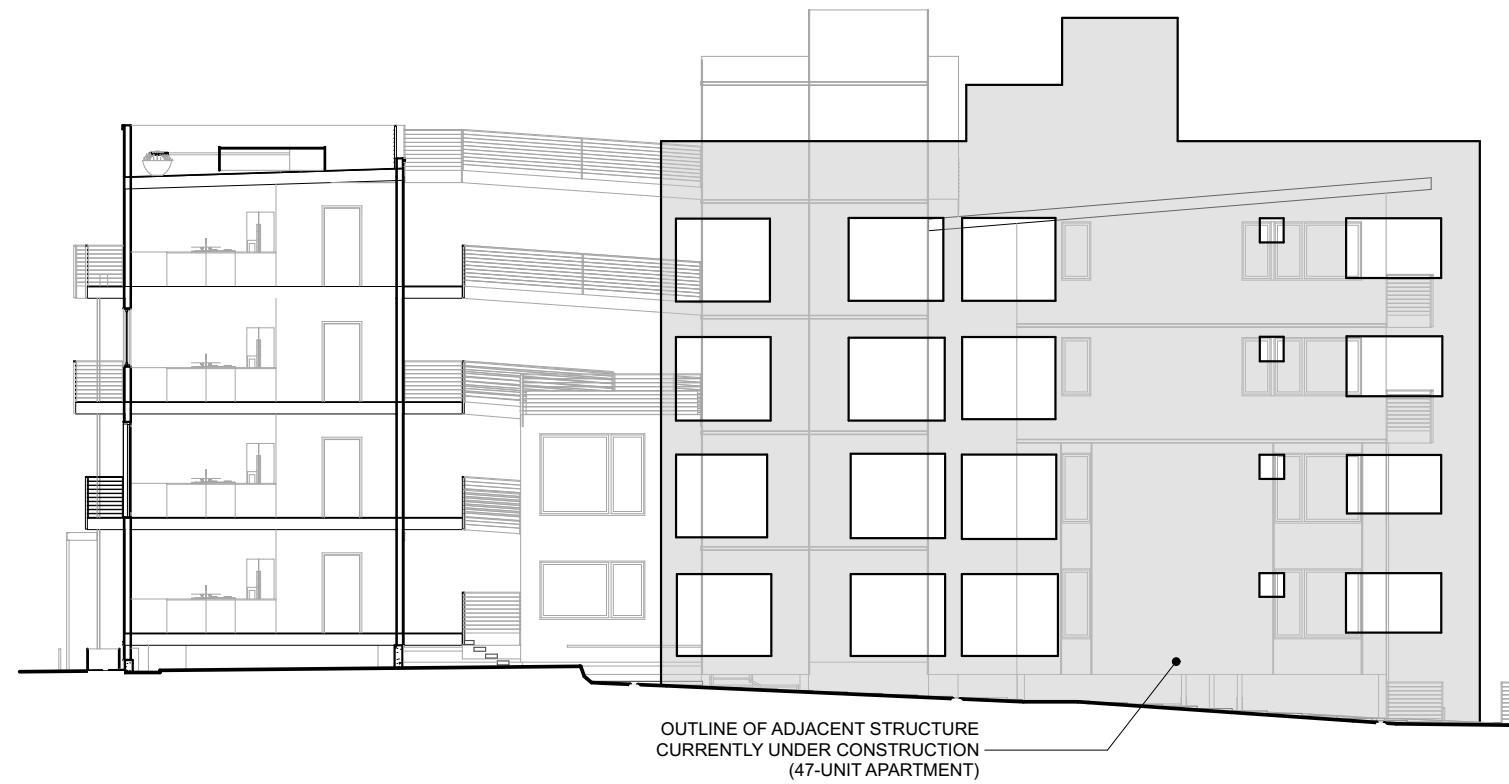 OUTLINE OF ADJACENT STRUCTURE
CURRENTLY UNDER CONSTRUCTION
(47-UNIT APARTMENT)